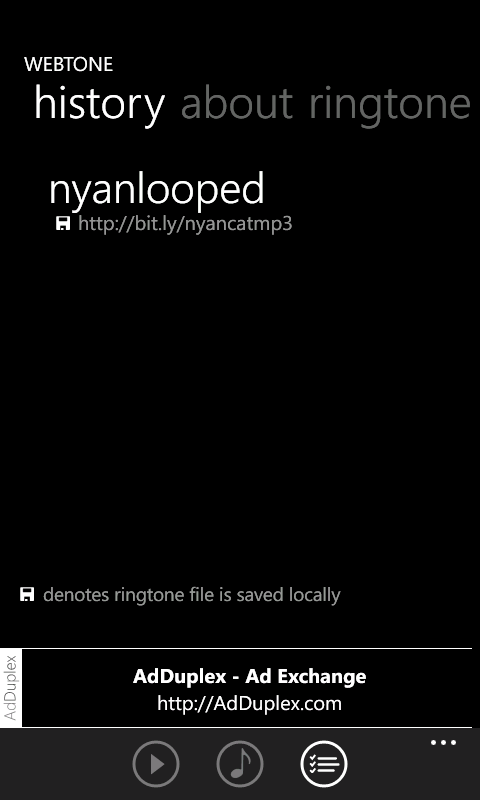 WEBTONE
history about ringtone
nyanlooped
http://bit.ly/nyancatmp3
denotes ringtone file is saved locally
AdDuplex
AdDuplex - Ad Exchange
http://AdDuplex.com